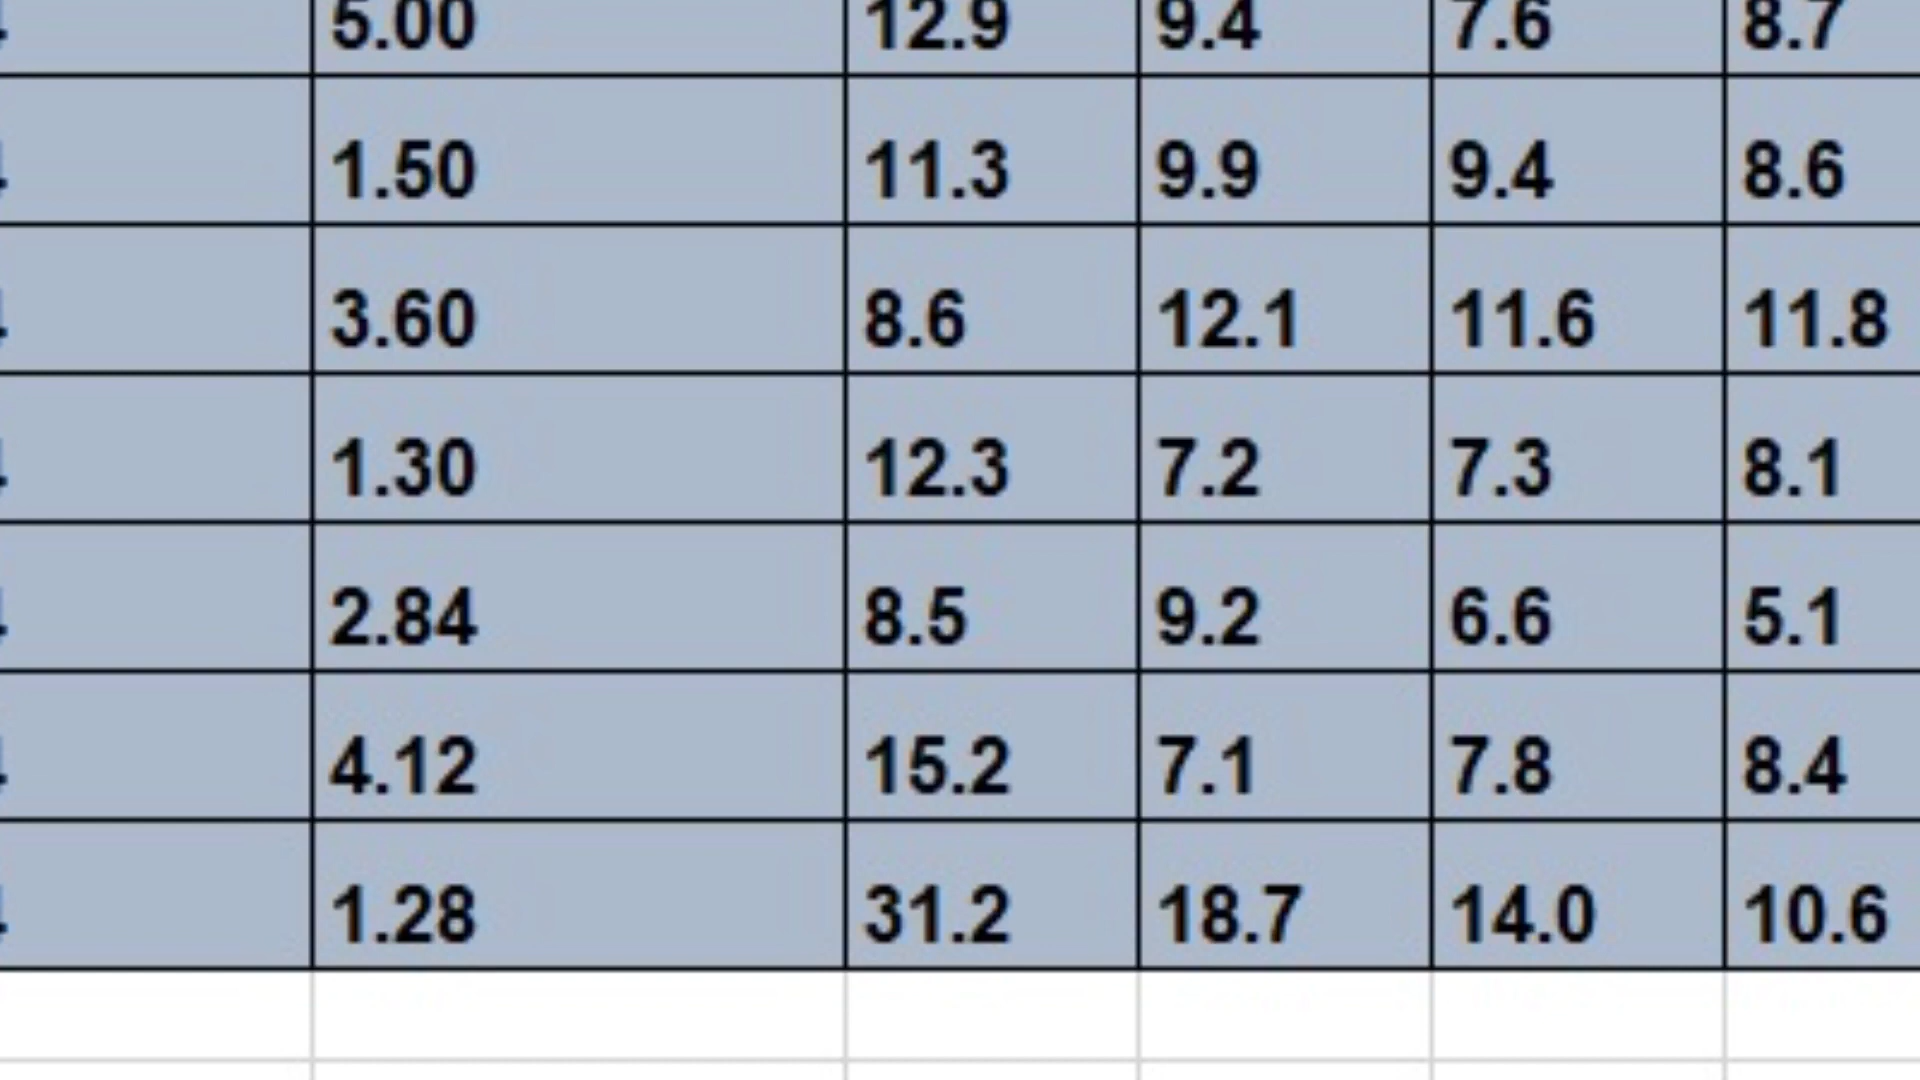 5.00 12.9 9.4 7.6 8.7
1.50 11.3 9.9 9.4 8.6
3.60 8.6 12.1 11.6 11.8
1.30 12.3 7.2 7.3 8.1
2.84 8.5 9.2 6.6 5.1
4.12 15.2 7.1 7.8 8.4
1.28 31.2 18.7 14.0 10.6